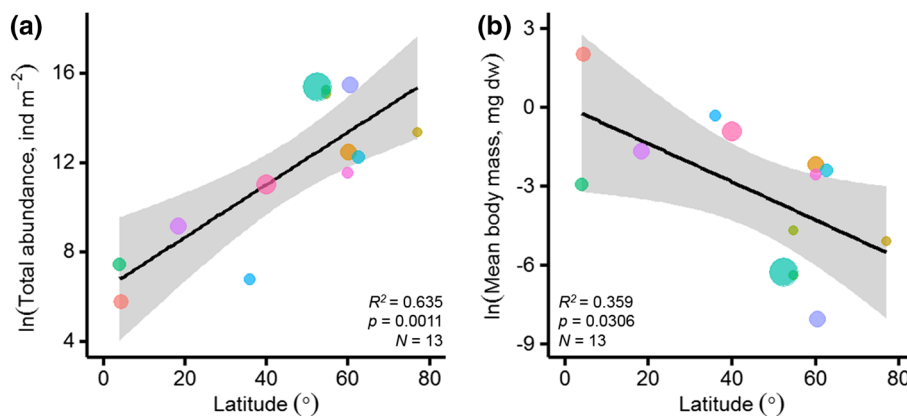 (a)
ln(Total abundance, ind m⁻²)
16
12
8
4
R² = 0.635
p = 0.0011
N = 13
0 20 40 60 80
Latitude (°)
(b)
ln(Mean body mass, mg dw)
3
0
-3
-6
-9
R² = 0.359
p = 0.0306
N = 13
0 20 40 60 80
Latitude (°)